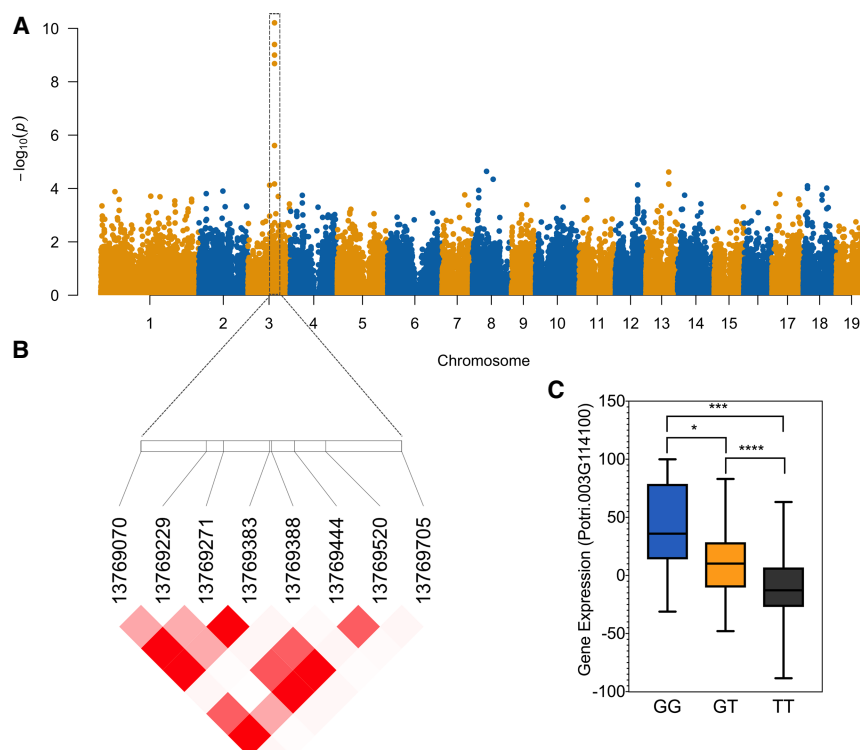 A
10
8
6
4
2
0
−log10(p)
1 2 3 4 5 6 7 8 9 10 11 12 13 14 15 17 18 19
Chromosome
B
13769070 13769229 13769271 13769383 13769388 13769444 13769520 13769705
C
Gene Expression (Potri.003G114100)
150
100
50
0
-50
-100
***
*
****
GG GT TT